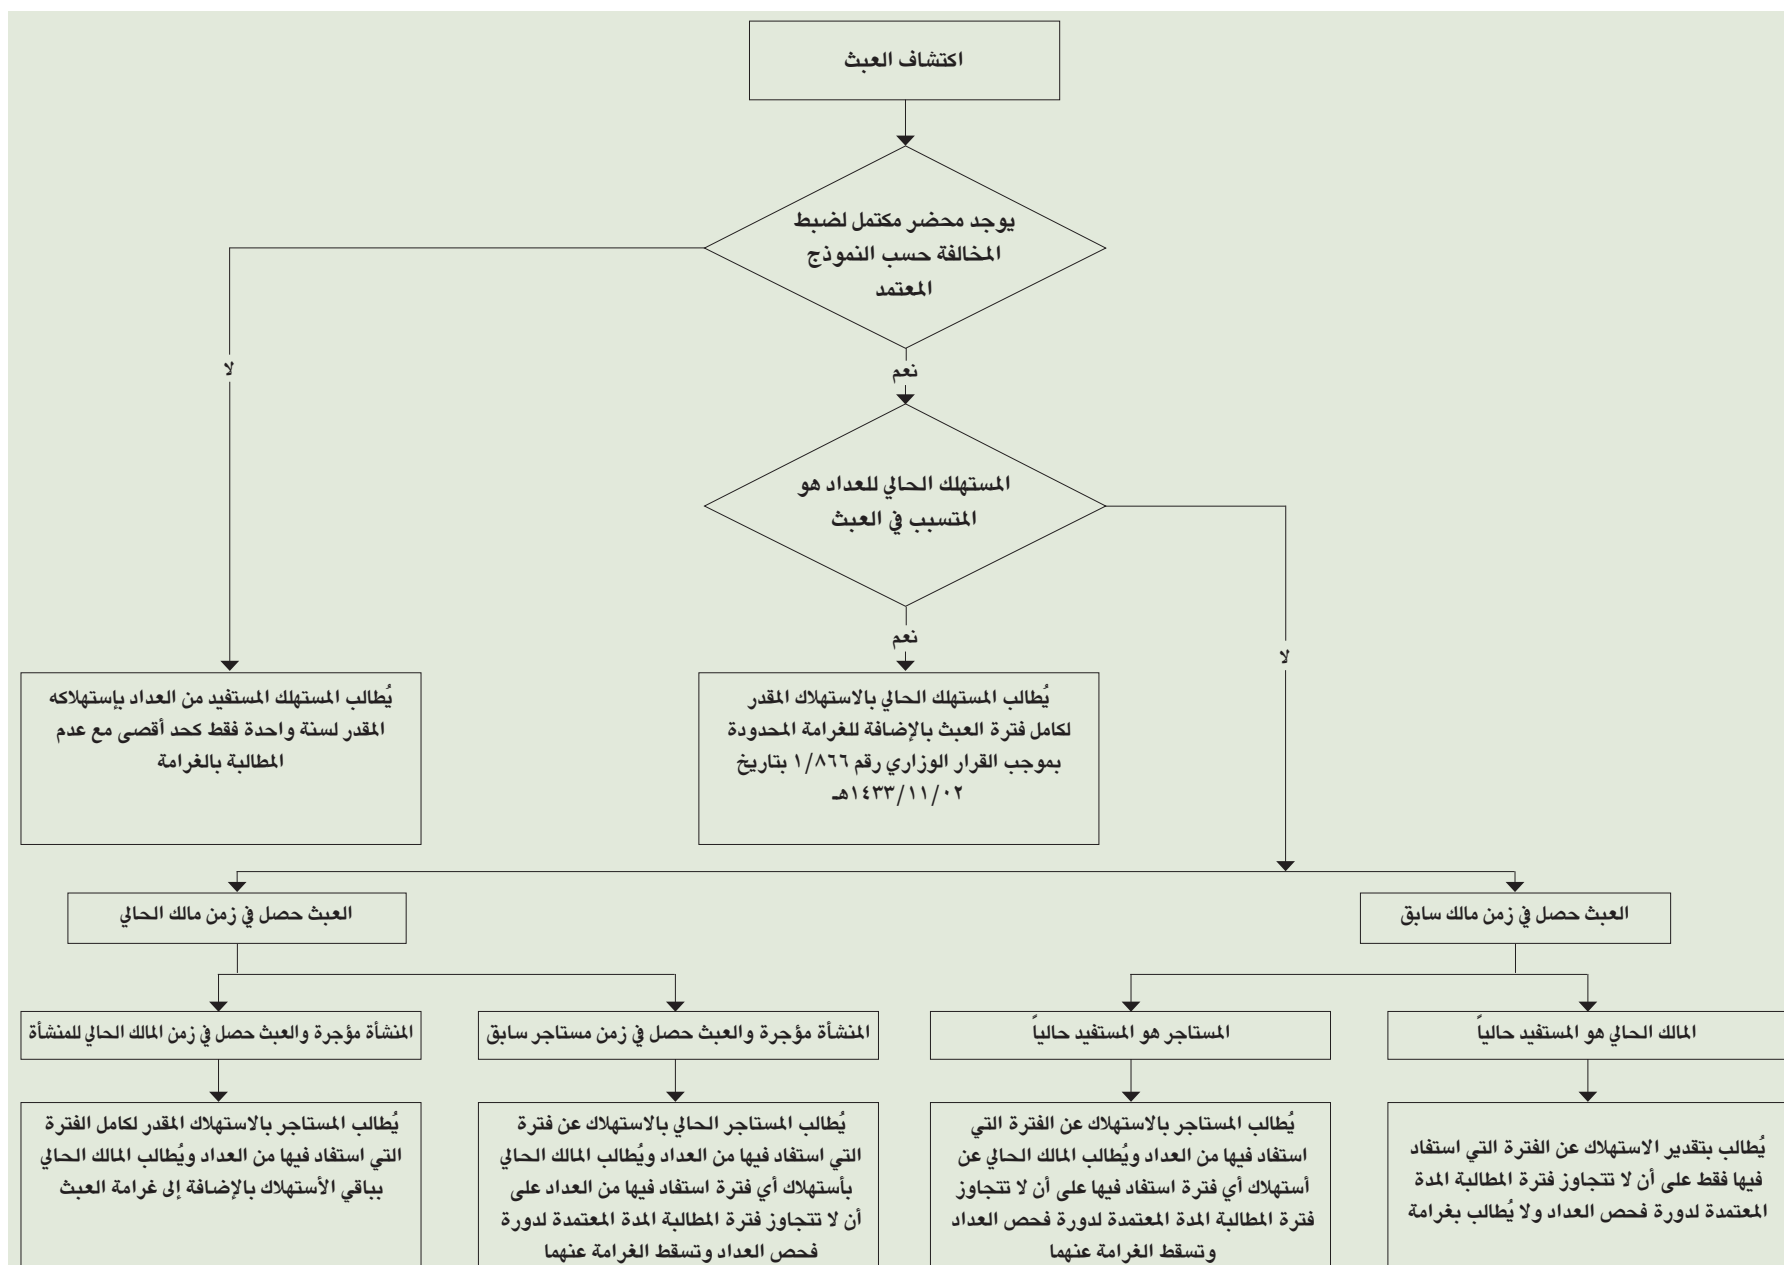 اكتشاف العبث
يوجد محضر مكتمل لضبط
المخالفة حسب النموذج
المعتمد
لا
نعم
المستهلك الحالي للعداد هو
المتسبب في العبث
نعم
لا
يُطالب المستهلك الحالي بالاستهلاك المقدر
لكامل فترة العبث بالإضافة للغرامة المحدودة
بموجب القرار الوزاري رقم ١/٨٦٦ بتاريخ
١٤٣٣/١١/٠٢هـ
يُطالب المستهلك المستفيد من العداد بإستهلاكه
المقدر لسنة واحدة فقط كحد أقصى مع عدم
المطالبة بالغرامة
العبث حصل في زمن مالك سابق
العبث حصل في زمن مالك الحالي
المالك الحالي هو المستفيد حالياً
المستاجر هو المستفيد حالياً
المنشأة مؤجرة والعبث حصل في زمن مستاجر سابق
المنشأة مؤجرة والعبث حصل في زمن المالك الحالي للمنشأة
يُطالب بتقدير الاستهلاك عن الفترة التي استفاد
فيها فقط على أن لا تتجاوز فترة المطالبة المدة
المعتمدة لدورة فحص العداد ولا يُطالب بغرامة
يُطالب المستاجر بالاستهلاك عن الفترة التي
استفاد فيها من العداد ويُطالب المالك الحالي عن
أستهلاك أي فترة استفاد فيها على أن لا تتجاوز
فترة المطالبة المدة المعتمدة لدورة فحص العداد
وتسقط الغرامة عنهما
يُطالب المستاجر الحالي بالاستهلاك عن فترة
التي استفاد فيها من العداد ويُطالب المالك الحالي
بأستهلاك أي فترة استفاد فيها من العداد على
أن لا تتجاوز فترة المطالبة المدة المعتمدة لدورة
فحص العداد وتسقط الغرامة عنهما
يُطالب المستاجر بالاستهلاك المقدر لكامل الفترة
التي استفاد فيها من العداد ويُطالب المالك الحالي
بباقي الأستهلاك بالإضافة إلى غرامة العبث